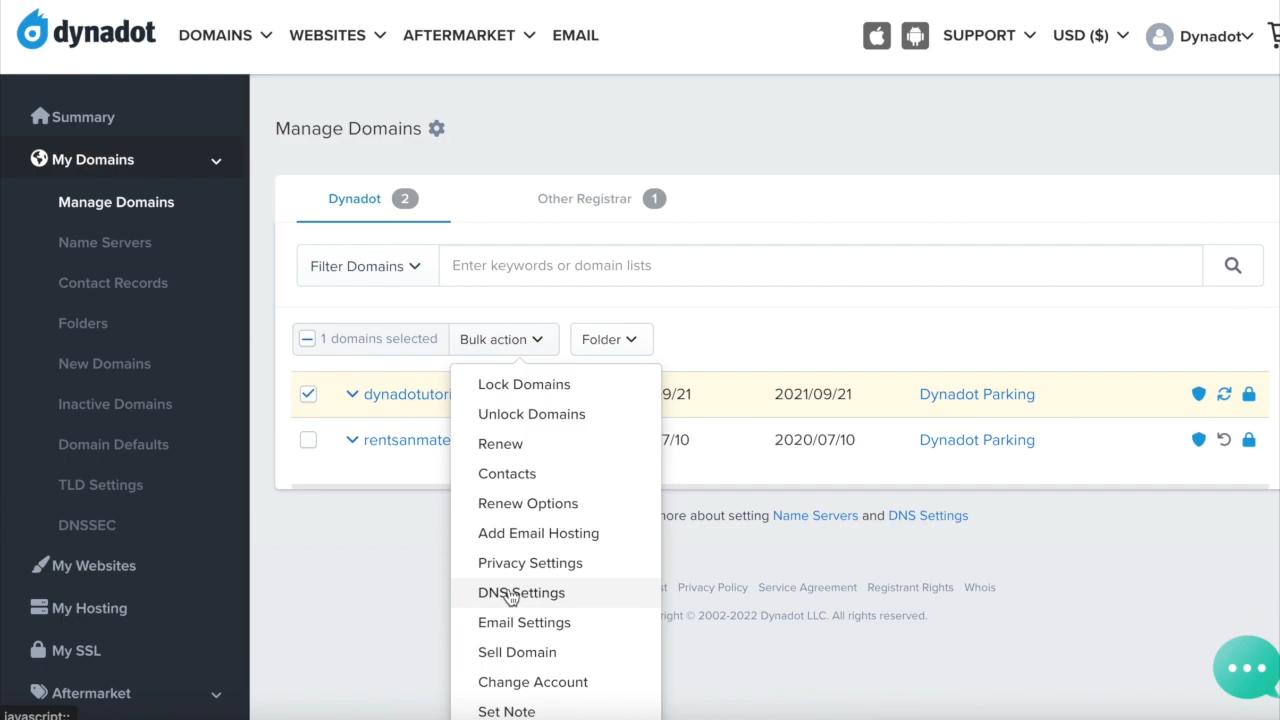 dynadot
DOMAINS WEBSITES AFTERMARKET EMAIL SUPPORT USD ($) Dynadot
Summary
My Domains
Manage Domains
Name Servers
Contact Records
Folders
New Domains
Inactive Domains
Domain Defaults
TLD Settings
DNSSEC
My Websites
My Hosting
My SSL
Aftermarket
javascript:;
Manage Domains
Dynadot 2 Other Registrar 1
Filter Domains Enter keywords or domain lists
1 domains selected Bulk action Folder
dynadotutori 9/21 2021/09/21 Dynadot Parking
rentsanmate 7/10 2020/07/10 Dynadot Parking
Lock Domains
Unlock Domains
Renew
Contacts
Renew Options
Add Email Hosting
Privacy Settings
DNS Settings
Email Settings
Sell Domain
Change Account
Set Note
more about setting Name Servers and DNS Settings
Privacy Policy Service Agreement Registrant Rights Whois
right © 2002-2022 Dynadot LLC. All rights reserved.